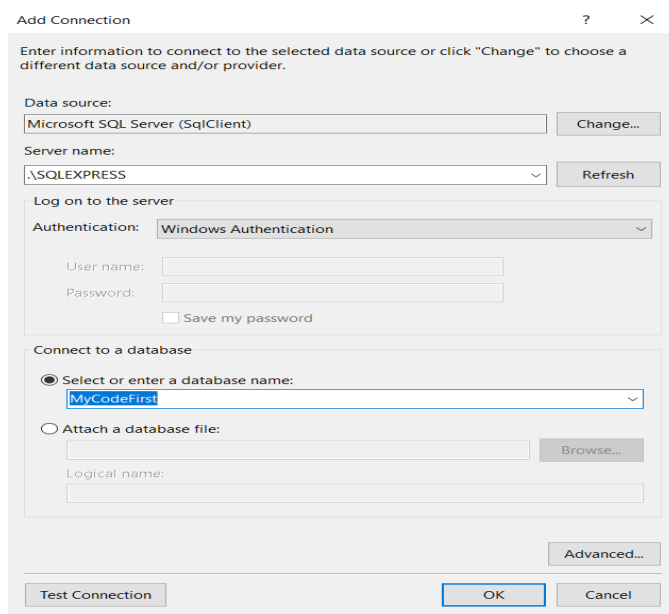 Add Connection ?
Enter information to connect to the selected data source or click "Change" to choose a
different data source and/or provider.
Data source:
Microsoft SQL Server (SqlClient) Change...
Server name:
.\SQLEXPRESS Refresh
Log on to the server
Authentication: Windows Authentication
User name:
Password:
Save my password
Connect to a database
Select or enter a database name:
MyCodeFirst
Attach a database file:
Browse...
Logical name:
Advanced...
Test Connection OK Cancel